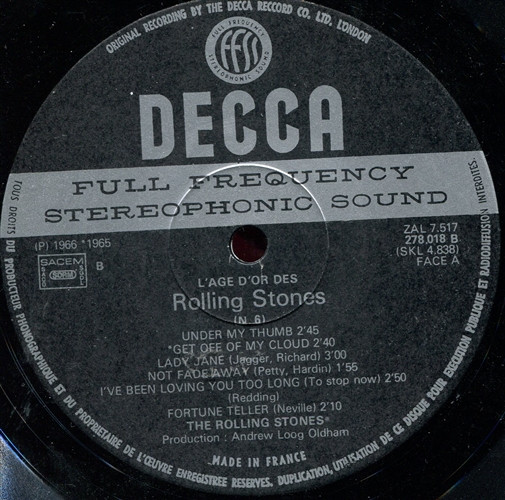 ORIGINAL RECORDING BY THE DECCA RECCORD CO. LTD. LONDON
FULL FREQUENCY
FFSS
STEREOPHONIC SOUND
DECCA
FULL FREQUENCY
STEREOPHONIC SOUND
(P) 1966 *1965
SACEM
SDRM
B
ZAL 7.517
278.018 B
(SKL 4.838)
FACE A
L'AGE D'OR DES
Rolling Stones
(N. 6)
UNDER MY THUMB 2'45
*GET OFF OF MY CLOUD 2'40
LADY JANE (Jagger, Richard) 3'00
NOT FADE AWAY (Petty, Hardin) 1'55
I'VE BEEN LOVING YOU TOO LONG (To stop now) 2'50
(Redding)
FORTUNE TELLER (Neville) 2'10
THE ROLLING STONES*
Production : Andrew Loog Oldham
MADE IN FRANCE
TOUS DROITS DU PRODUCTEUR PHONOGRAPHIQUE ET DU PROPRIETAIRE DE L'ŒUVRE ENREGISTREE RESERVES. DUPLICATION, UTILISATION DE CE DISQUE POUR EXECUTION PUBLIQUE ET RADIODIFFUSION INTERDITES.